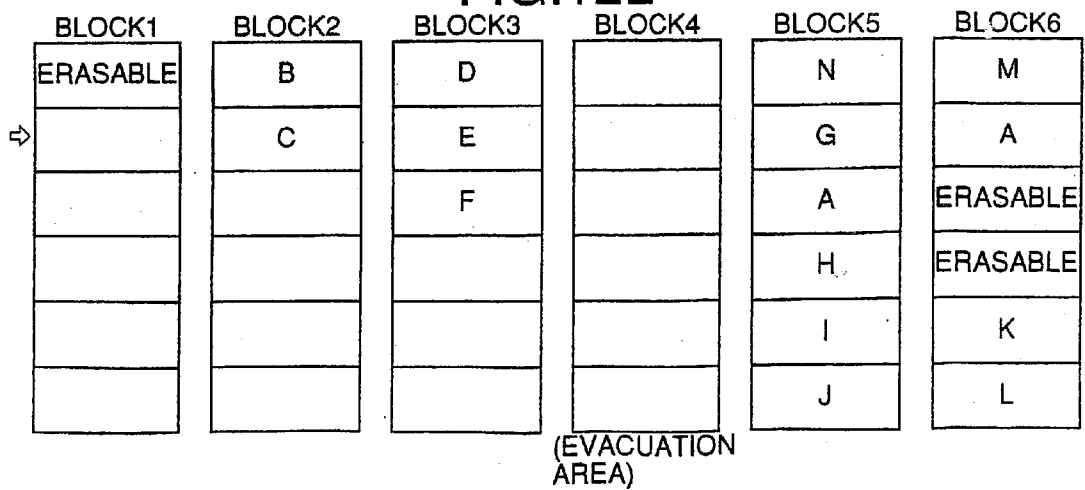 BLOCK1 BLOCK2 BLOCK3 BLOCK4 BLOCK5 BLOCK6
ERASABLE B D N M
C E G A
F A ERASABLE
H ERASABLE
I K
J L
(EVACUATION
AREA)